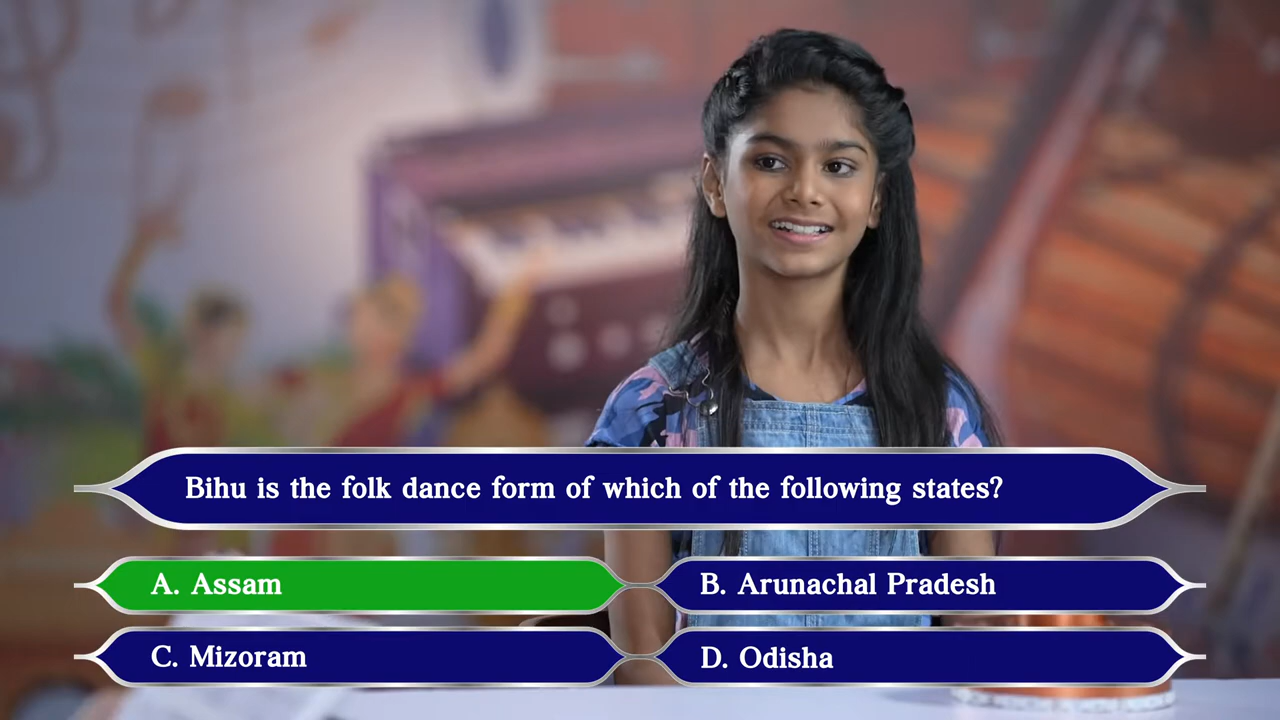 Bihu is the folk dance form of which of the following states?
A. Assam
B. Arunachal Pradesh
C. Mizoram
D. Odisha